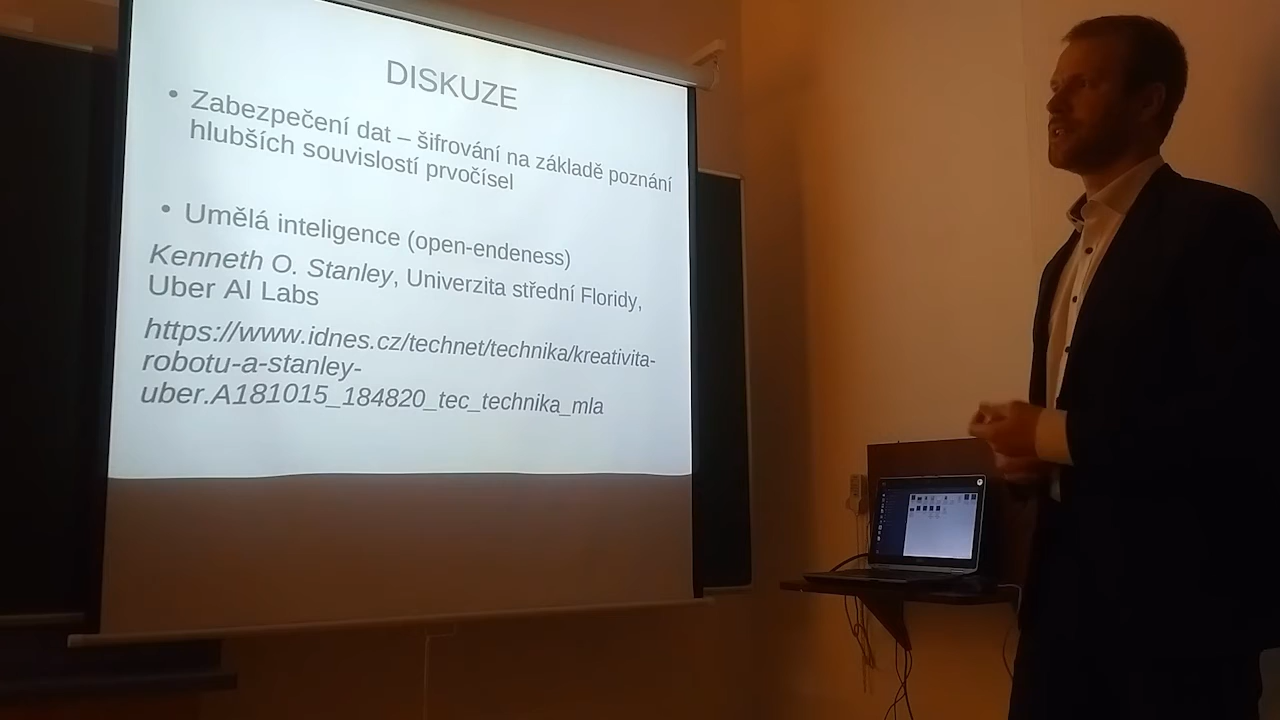 DISKUZE
• Zabezpečení dat – šifrování na základě poznání
hlubších souvislostí prvočísel
• Umělá inteligence (open-endeness)
Kenneth O. Stanley, Univerzita střední Floridy,
Uber AI Labs
https://www.idnes.cz/technet/technika/kreativita-
robotu-a-stanley-
uber.A181015_184820_tec_technika_mla